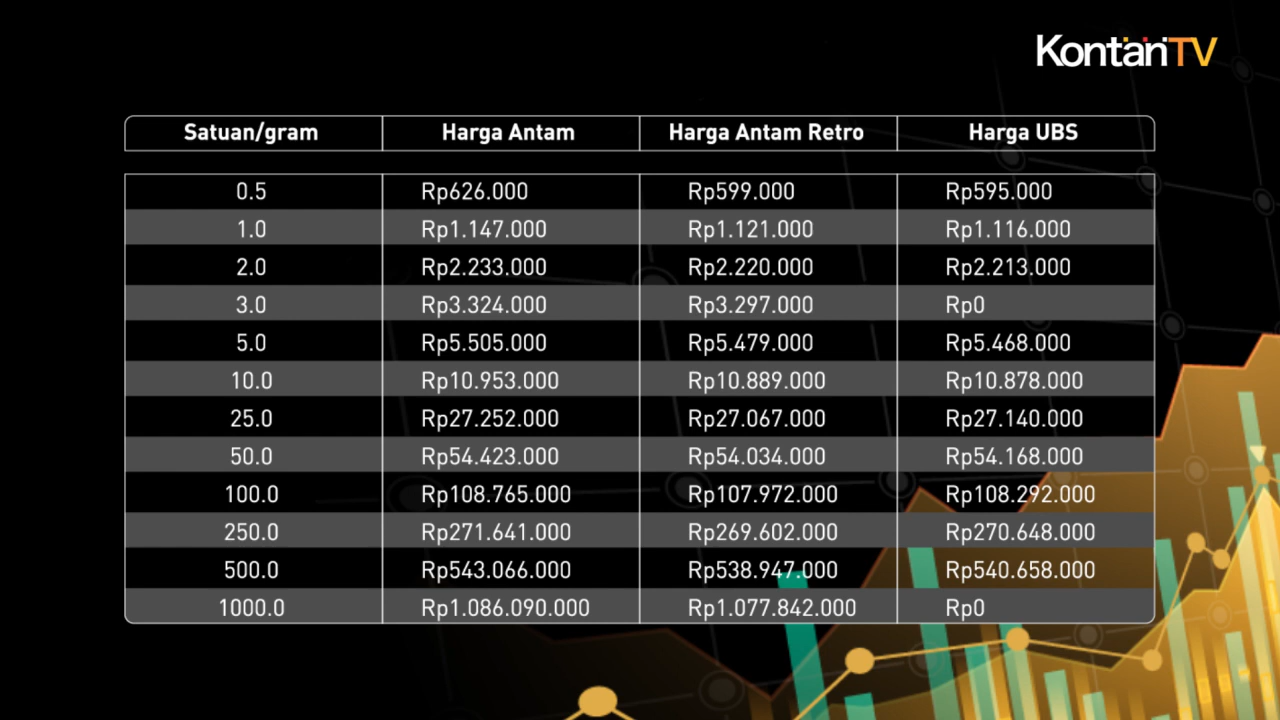 KontanTV
Satuan/gram Harga Antam Harga Antam Retro Harga UBS
0.5 Rp626.000 Rp599.000 Rp595.000
1.0 Rp1.147.000 Rp1.121.000 Rp1.116.000
2.0 Rp2.233.000 Rp2.220.000 Rp2.213.000
3.0 Rp3.324.000 Rp3.297.000 Rp0
5.0 Rp5.505.000 Rp5.479.000 Rp5.468.000
10.0 Rp10.953.000 Rp10.889.000 Rp10.878.000
25.0 Rp27.252.000 Rp27.067.000 Rp27.140.000
50.0 Rp54.423.000 Rp54.034.000 Rp54.168.000
100.0 Rp108.765.000 Rp107.972.000 Rp108.292.000
250.0 Rp271.641.000 Rp269.602.000 Rp270.648.000
500.0 Rp543.066.000 Rp538.947.000 Rp540.658.000
1000.0 Rp1.086.090.000 Rp1.077.842.000 Rp0